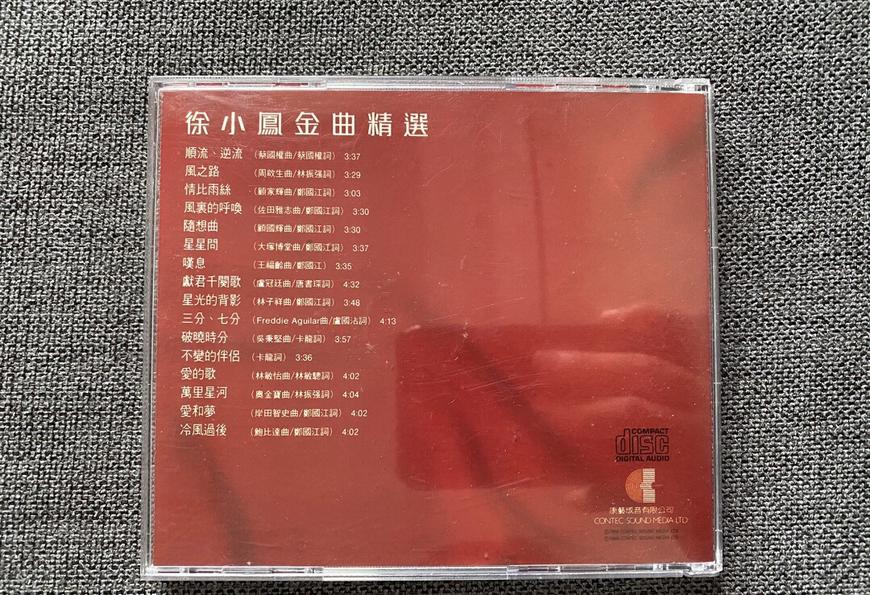 徐小鳳金曲精選
順流、逆流 （蔡國權曲/蔡國權詞） 3:37
風之路 （周啟生曲/林振强詞） 3:29
情比雨絲 （顧家輝曲/鄭國江詞） 3:03
風裏的呼喚 （佐田雅志曲/鄭國江詞） 3:30
隨想曲 （顧國輝曲/鄭國江詞） 3:30
星星問 （大塚博堂曲/鄭國江詞） 3:37
嘆息 （王福齡曲/鄭國江） 3:35
獻君千闋歌 （盧冠廷曲/唐書琛詞） 4:32
星光的背影 （林子祥曲/鄭國江詞） 3:48
三分、七分 （Freddie Aguilar曲/盧國沾詞） 4:13
破曉時分 （吳秉堅曲/卡龍詞） 3:57
不變的伴侶 （卡龍詞） 3:36
愛的歌 （林敏怡曲/林敏驄詞） 4:02
萬里星河 （奧金寶曲/林振强詞） 4:04
愛和夢 （岸田智史曲/鄭國江詞） 4:02
冷風過後 （鮑比達曲/鄭國江詞） 4:02
COMPACT
disc
DIGITAL AUDIO
康藝成音有限公司
CONTEC SOUND MEDIA LTD